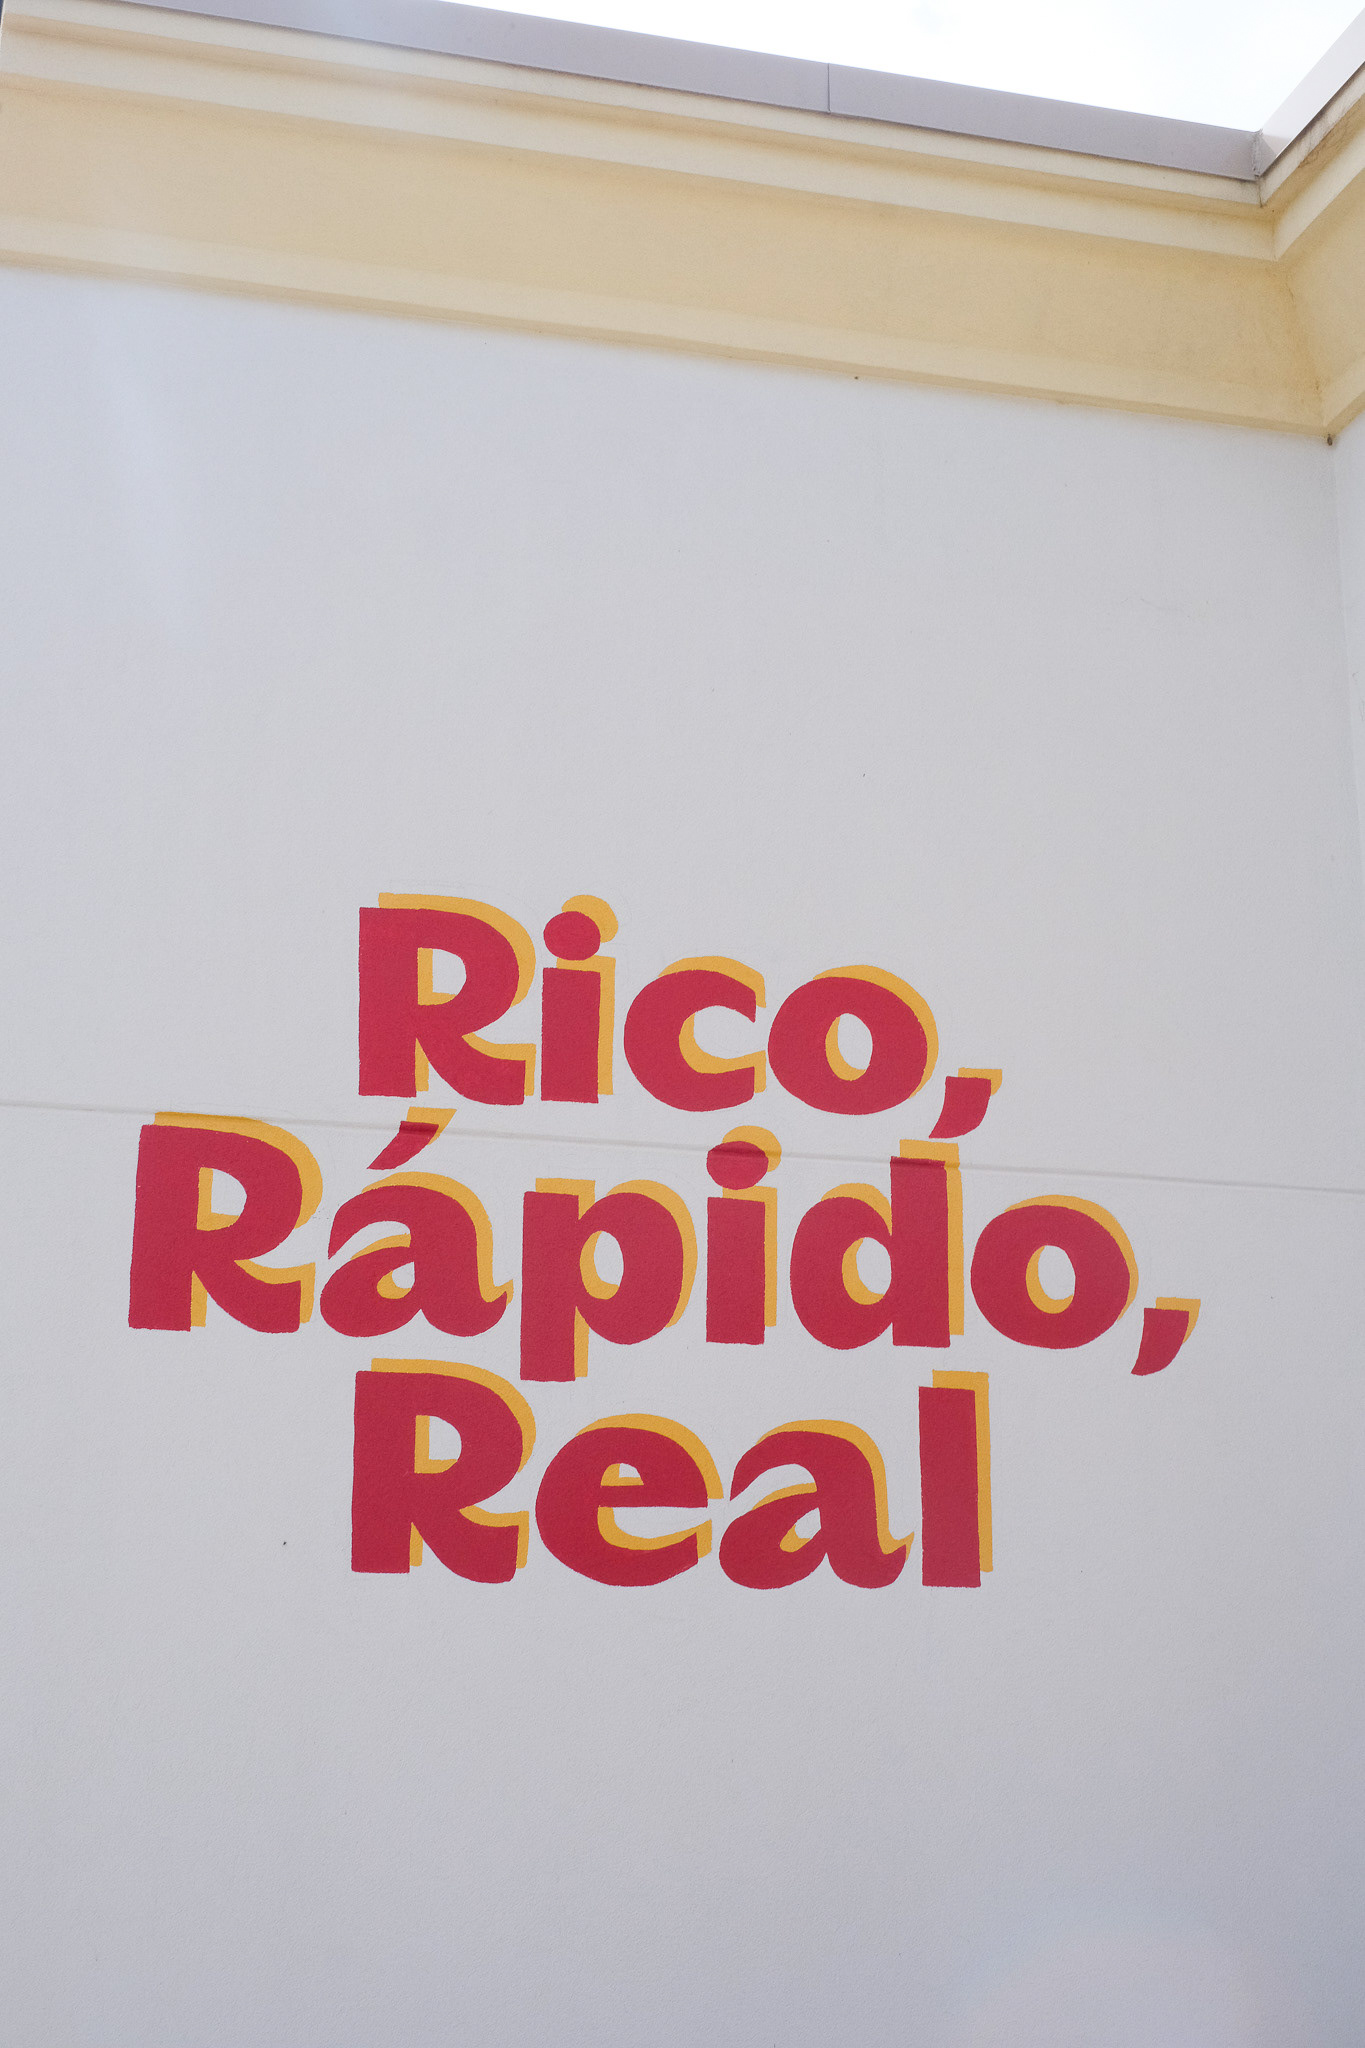 Rico,
Rápido,
Real